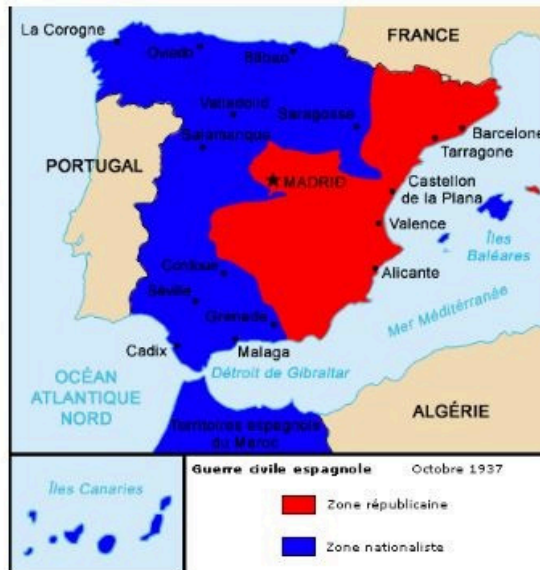 La Corogne
Oviedo
Bilbao
FRANCE
Valladolid
Saragosse
Salamanque
Barcelone
Tarragone
PORTUGAL
MADRID
Castellon
de la Plana
Valence
Îles
Baléares
Alicante
Cordoue
Séville
Grenade
Mer Méditérranée
Cadix
Malaga
Détroit de Gibraltar
OCÉAN
ATLANTIQUE
NORD
ALGÉRIE
Territoires espagnols
du Maroc
Îles Canaries
Guerre civile espagnole Octobre 1937
Zone républicaine
Zone nationaliste